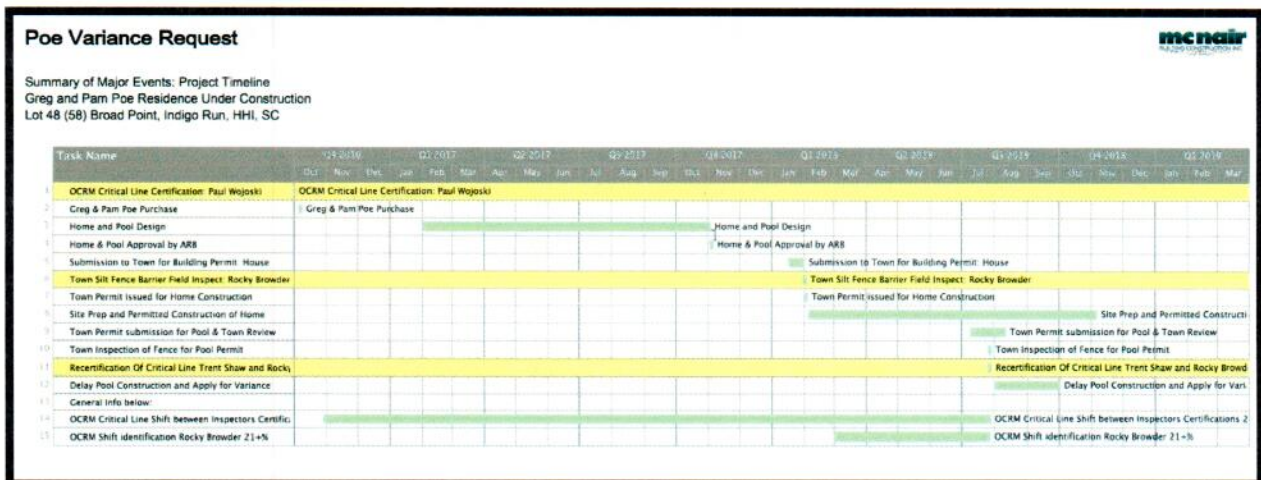 Poe Variance Request
mc nair
Summary of Major Events: Project Timeline
Greg and Pam Poe Residence Under Construction
Lot 48 (58) Broad Point, Indigo Run, HHI, SC
Task Name Q4 2016 Q1 2017 Q2 2017 Q3 2017 Q4 2017 Q1 2018 Q2 2018 Q3 2018 Q4 2018 Q1 2019
Oct Nov Dec Jan Feb Mar Apr May Jun Jul Aug Sep Oct Nov Dec Jan Feb Mar Apr May Jun Jul Aug Sep Oct Nov Dec Jan Feb Mar
1 OCRM Critical Line Certification: Paul Wojoski OCRM Critical Line Certification: Paul Wojoski
2 Greg & Pam Poe Purchase Greg & Pam Poe Purchase
3 Home and Pool Design Home and Pool Design
4 Home & Pool Approval by ARB Home & Pool Approval by ARB
5 Submission to Town for Building Permit: House Submission to Town for Building Permit: House
6 Town Silt Fence Barrier Field Inspect: Rocky Browder Town Silt Fence Barrier Field Inspect: Rocky Browder
7 Town Permit issued for Home Construction Town Permit issued for Home Construction
8 Site Prep and Permitted Construction of Home Site Prep and Permitted Constructi
9 Town Permit submission for Pool & Town Review Town Permit submission for Pool & Town Review
10 Town Inspection of Fence for Pool Permit Town Inspection of Fence for Pool Permit
11 Recertification Of Critical Line Trent Shaw and Rocky Recertification Of Critical Line Trent Shaw and Rocky Browd
12 Delay Pool Construction and Apply for Variance Delay Pool Construction and Apply for Vari
13 General Info below:
14 OCRM Critical Line Shift between Inspectors Certific OCRM Critical Line Shift between Inspectors Certifications 2
15 OCRM Shift identification Rocky Browder 21+% OCRM Shift identification Rocky Browder 21+%